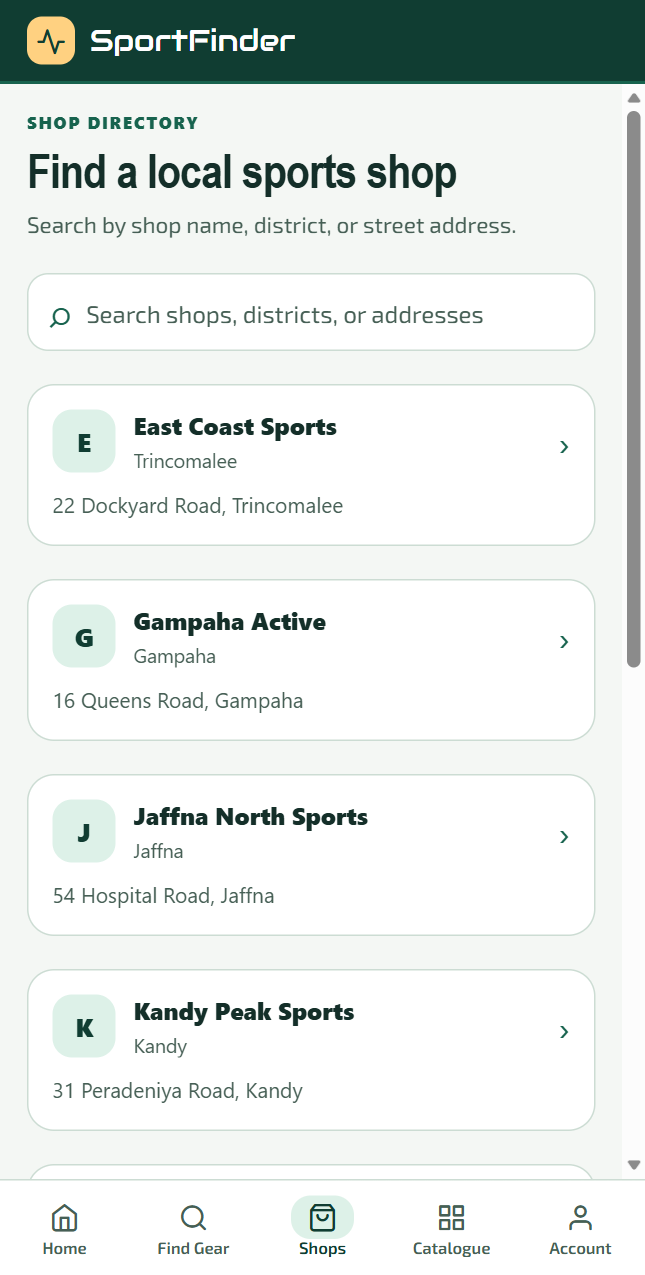 SportFinder
SHOP DIRECTORY
Find a local sports shop
Search by shop name, district, or street address.
Search shops, districts, or addresses
E
East Coast Sports
Trincomalee
22 Dockyard Road, Trincomalee
G
Gampaha Active
Gampaha
16 Queens Road, Gampaha
J
Jaffna North Sports
Jaffna
54 Hospital Road, Jaffna
K
Kandy Peak Sports
Kandy
31 Peradeniya Road, Kandy
Home
Find Gear
Shops
Catalogue
Account